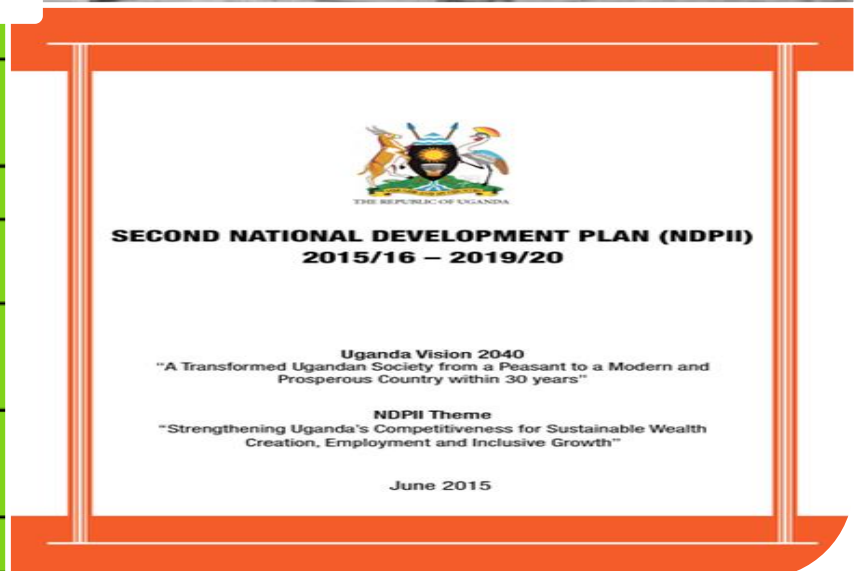 THE REPUBLIC OF UGANDA
SECOND NATIONAL DEVELOPMENT PLAN (NDPII)
2015/16 – 2019/20
Uganda Vision 2040
“A Transformed Ugandan Society from a Peasant to a Modern and
Prosperous Country within 30 years”
NDPII Theme
“Strengthening Uganda’s Competitiveness for Sustainable Wealth
Creation, Employment and Inclusive Growth”
June 2015